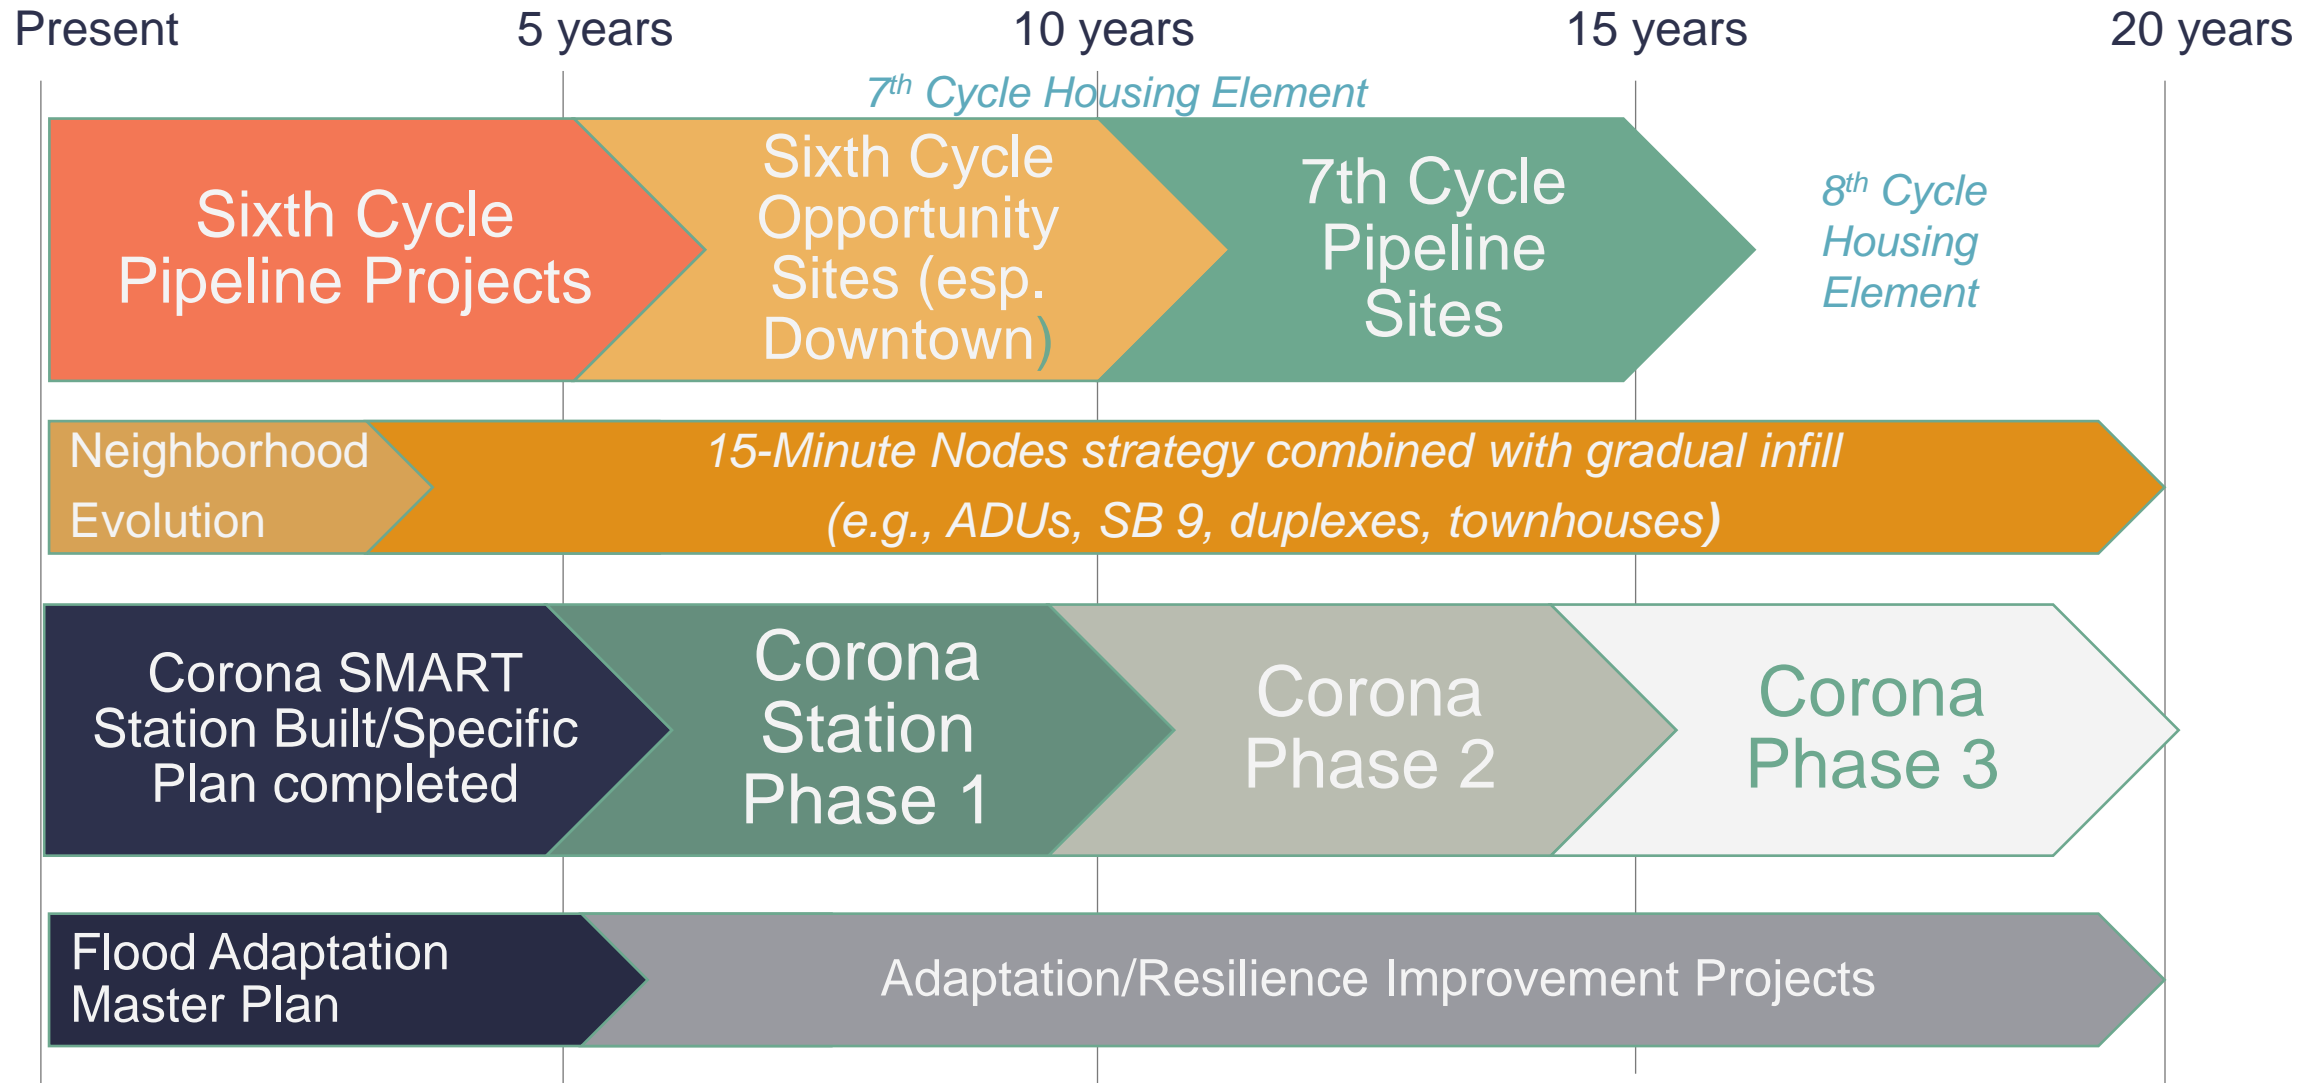 Present 5 years 10 years 15 years 20 years
7th Cycle Housing Element
Sixth Cycle
Pipeline Projects
Sixth Cycle
Opportunity
Sites (esp.
Downtown)
7th Cycle
Pipeline
Sites
8th Cycle
Housing
Element
Neighborhood
Evolution
15-Minute Nodes strategy combined with gradual infill
(e.g., ADUs, SB 9, duplexes, townhouses)
Corona SMART
Station Built/Specific
Plan completed
Corona
Station
Phase 1
Corona
Phase 2
Corona
Phase 3
Flood Adaptation
Master Plan
Adaptation/Resilience Improvement Projects